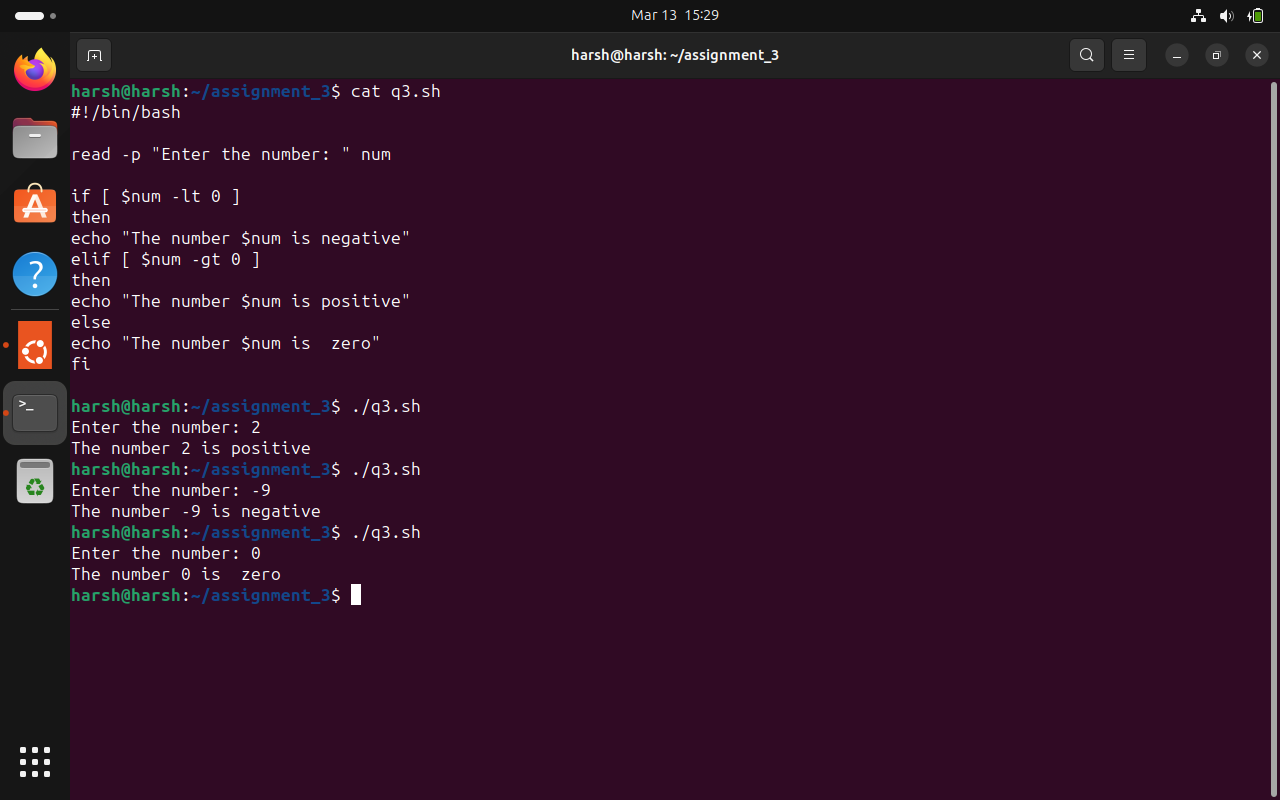 Mar 13  15:29
harsh@harsh: ~/assignment_3
harsh@harsh:~/assignment_3$ cat q3.sh
#!/bin/bash
read -p "Enter the number: " num
if [ $num -lt 0 ]
then
echo "The number $num is negative"
elif [ $num -gt 0 ]
then
echo "The number $num is positive"
else
echo "The number $num is  zero"
fi
harsh@harsh:~/assignment_3$ ./q3.sh
Enter the number: 2
The number 2 is positive
harsh@harsh:~/assignment_3$ ./q3.sh
Enter the number: -9
The number -9 is negative
harsh@harsh:~/assignment_3$ ./q3.sh
Enter the number: 0
The number 0 is  zero
harsh@harsh:~/assignment_3$